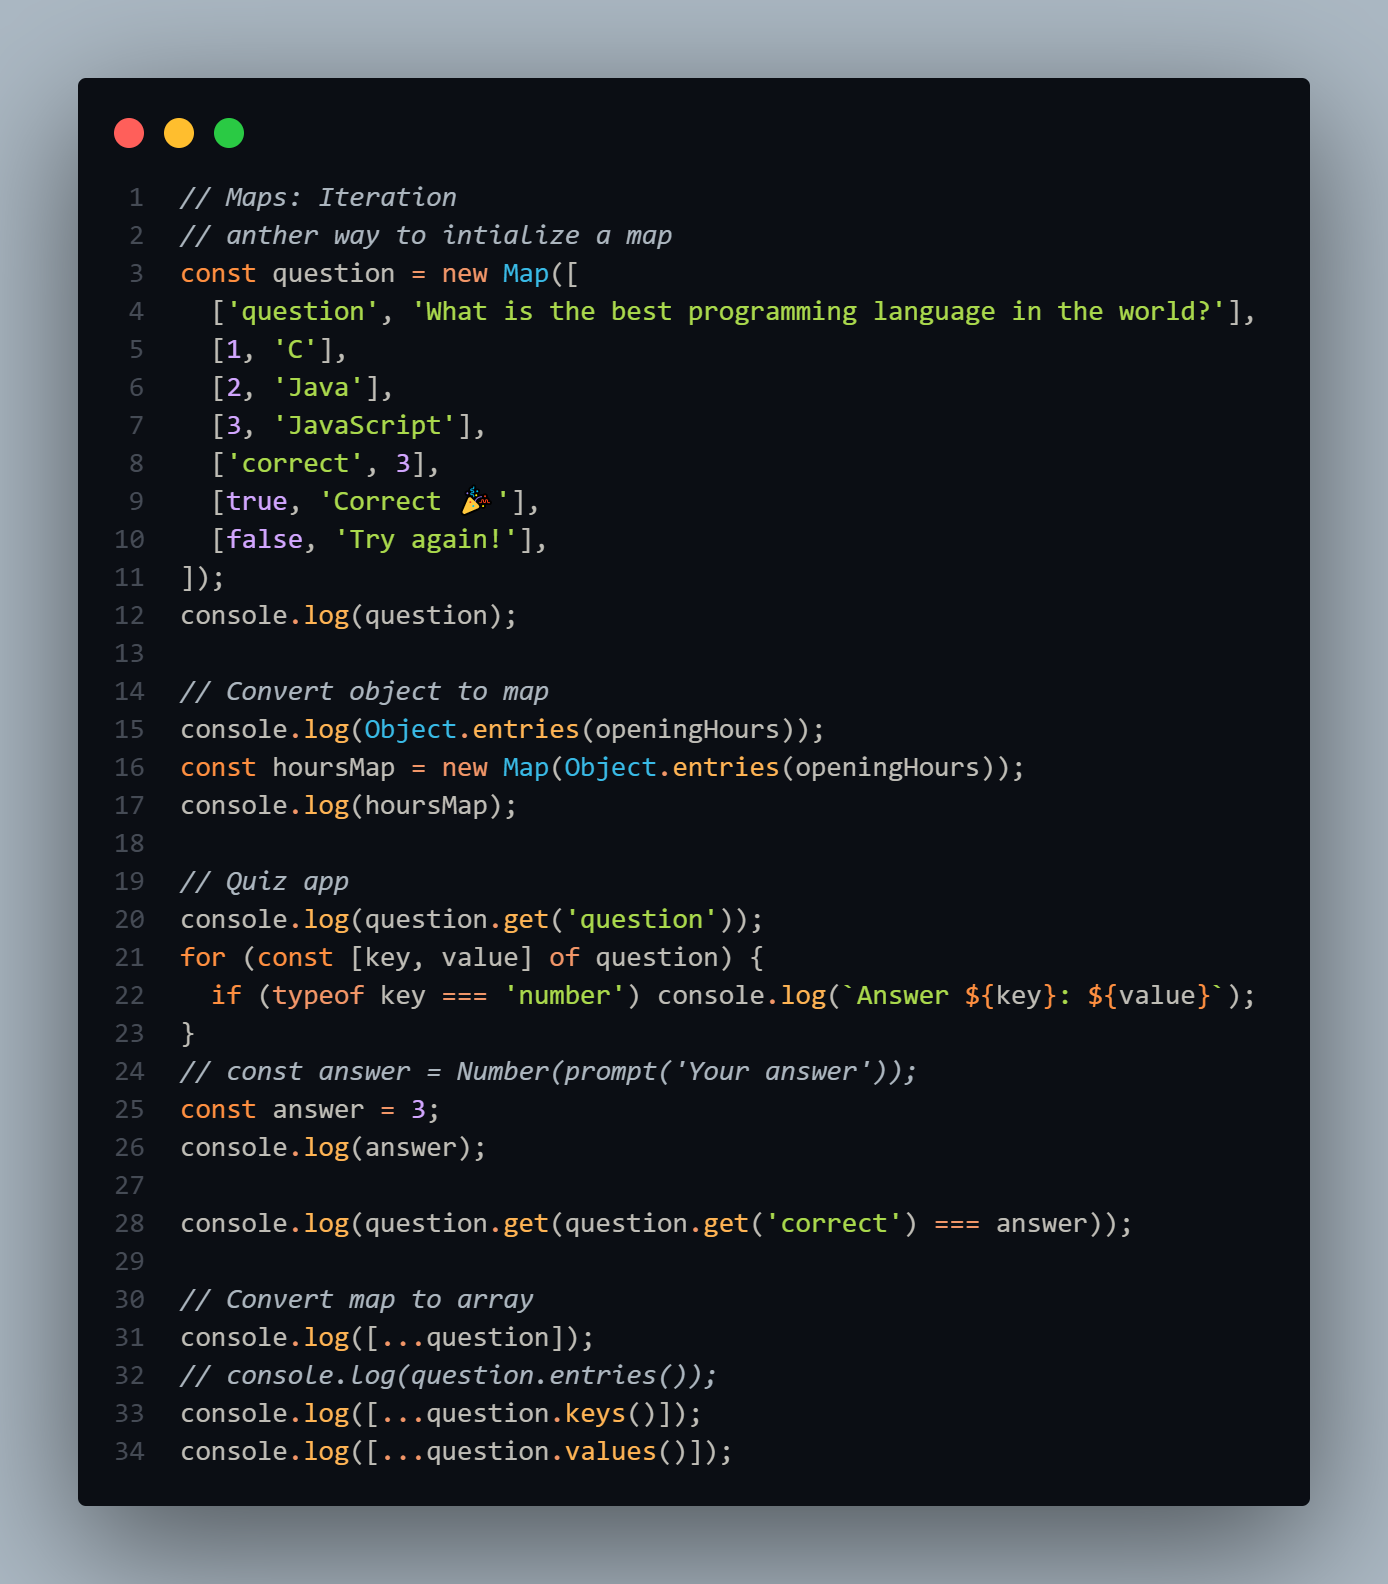 1 // Maps: Iteration
2 // anther way to intialize a map
3 const question = new Map([
4   ['question', 'What is the best programming language in the world?'],
5   [1, 'C'],
6   [2, 'Java'],
7   [3, 'JavaScript'],
8   ['correct', 3],
9   [true, 'Correct 🎉'],
10   [false, 'Try again!'],
11 ]);
12 console.log(question);
13
14 // Convert object to map
15 console.log(Object.entries(openingHours));
16 const hoursMap = new Map(Object.entries(openingHours));
17 console.log(hoursMap);
18
19 // Quiz app
20 console.log(question.get('question'));
21 for (const [key, value] of question) {
22   if (typeof key === 'number') console.log(`Answer ${key}: ${value}`);
23 }
24 // const answer = Number(prompt('Your answer'));
25 const answer = 3;
26 console.log(answer);
27
28 console.log(question.get(question.get('correct') === answer));
29
30 // Convert map to array
31 console.log([...question]);
32 // console.log(question.entries());
33 console.log([...question.keys()]);
34 console.log([...question.values()]);